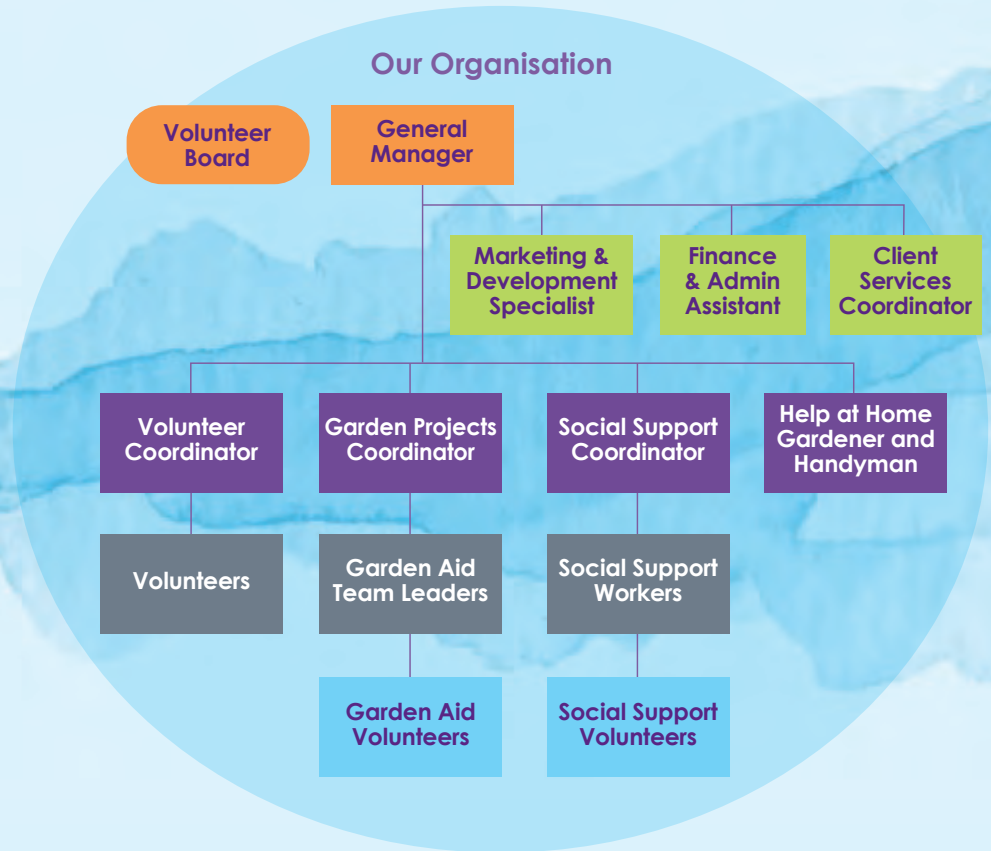 Our Organisation
Volunteer
Board
General
Manager
Marketing &
Development
Specialist
Finance
& Admin
Assistant
Client
Services
Coordinator
Volunteer
Coordinator
Garden Projects
Coordinator
Social Support
Coordinator
Help at Home
Gardener and
Handyman
Volunteers
Garden Aid
Team Leaders
Social Support
Workers
Garden Aid
Volunteers
Social Support
Volunteers